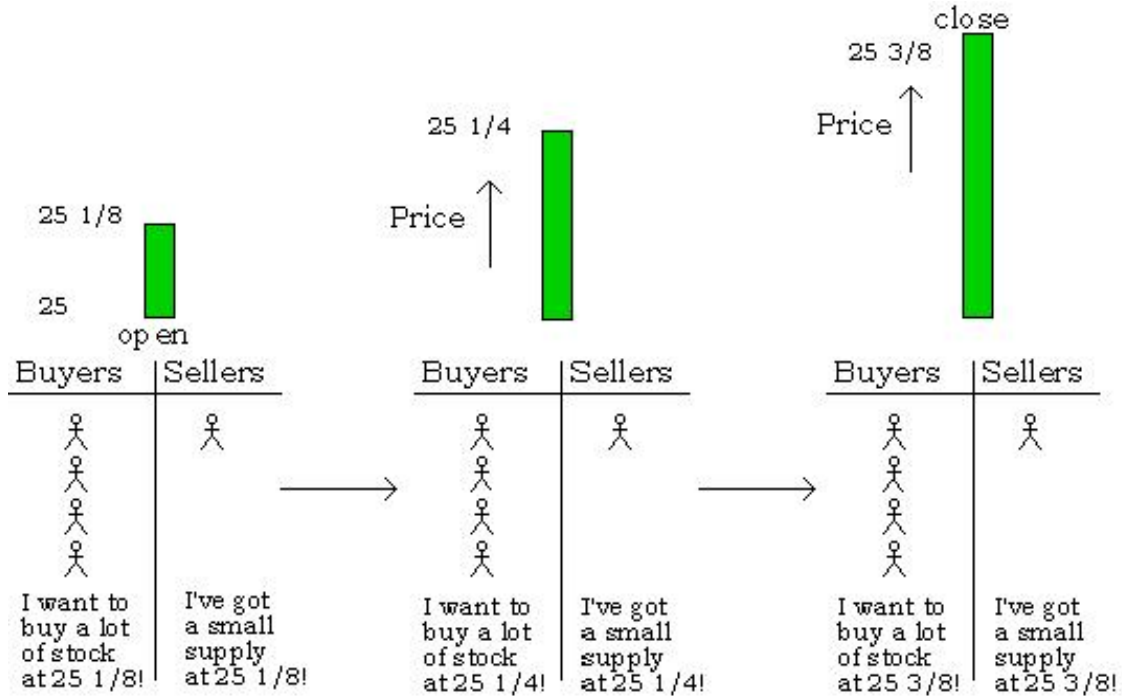 close
25 3/8
Price
25 1/4
Price
25 1/8
25
open
Buyers
Sellers
I want to
buy a lot
of stock
at 25 1/8!
I've got
a small
supply
at 25 1/8!
Buyers
Sellers
I want to
buy a lot
of stock
at 25 1/4!
I've got
a small
supply
at 25 1/4!
Buyers
Sellers
I want to
buy a lot
of stock
at 25 3/8!
I've got
a small
supply
at 25 3/8!